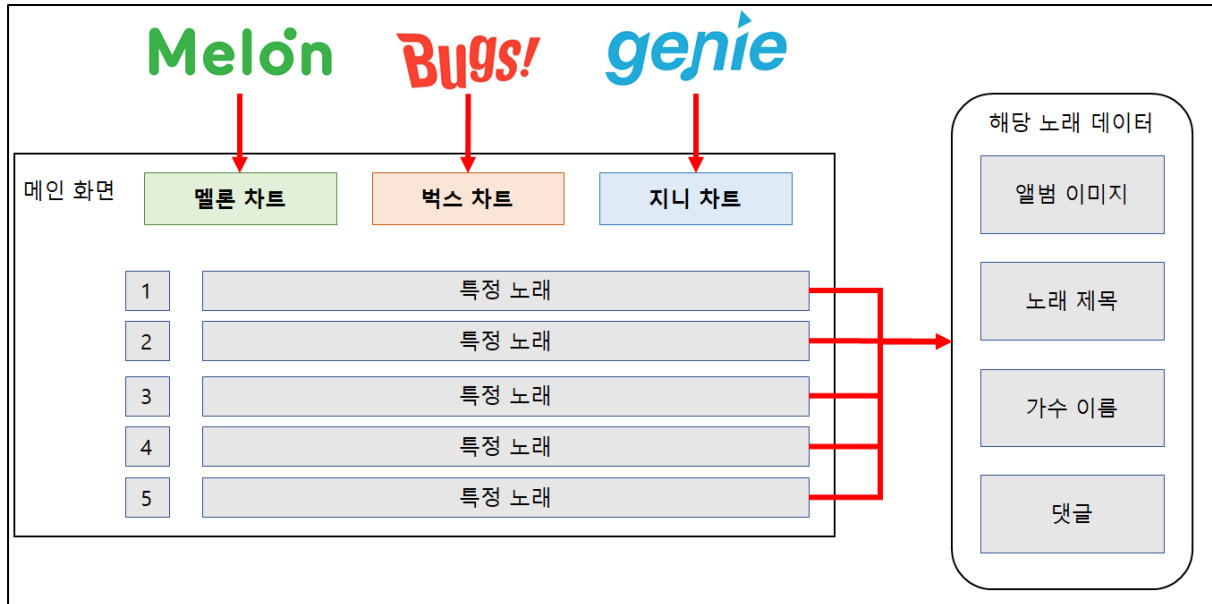 Melon
Bugs!
genie
해당 노래 데이터
메인 화면
멜론 차트
벅스 차트
지니 차트
앨범 이미지
1 특정 노래
2 특정 노래
노래 제목
3 특정 노래
가수 이름
4 특정 노래
5 특정 노래
댓글